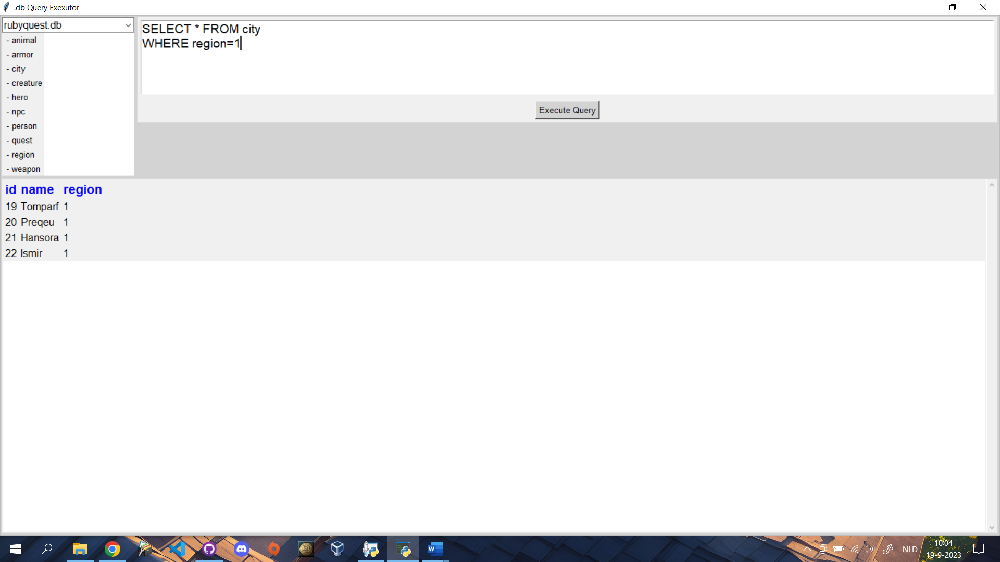 .db Query Exexutor
rubyquest.db
- animal
- armor
- city
- creature
- hero
- npc
- person
- quest
- region
- weapon
SELECT * FROM city
WHERE region=1
Execute Query
id name region
19 Tomparf 1
20 Preqeu 1
21 Hansora 1
22 Ismir 1
W
NLD
10:04
19-9-2023